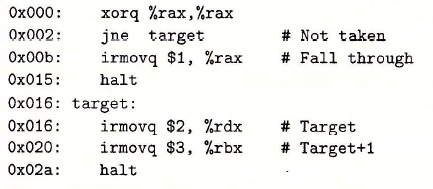 0x000:    xorq %rax,%rax
0x002:    jne  target       # Not taken
0x00b:    irmovq $1, %rax   # Fall through
0x015:    halt
0x016: target:
0x016:    irmovq $2, %rdx   # Target
0x020:    irmovq $3, %rbx   # Target+1
0x02a:    halt